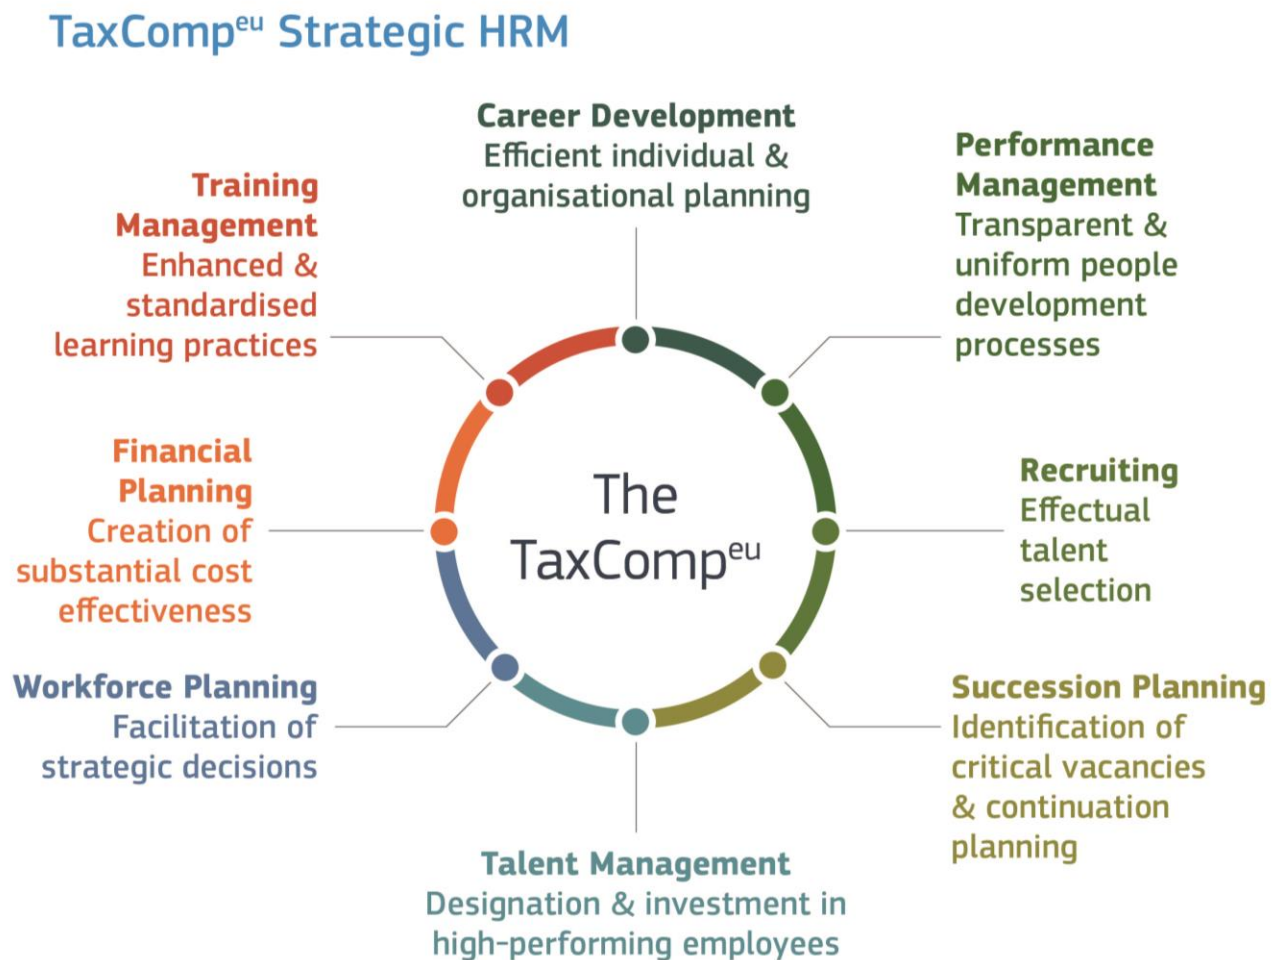 TaxCompeu Strategic HRM
Career Development
Efficient individual &
organisational planning
Performance
Management
Transparent &
uniform people
development
processes
Recruiting
Effectual
talent
selection
Succession Planning
Identification of
critical vacancies
& continuation
planning
Talent Management
Designation & investment in
high-performing employees
Workforce Planning
Facilitation of
strategic decisions
Financial
Planning
Creation of
substantial cost
effectiveness
Training
Management
Enhanced &
standardised
learning practices
The
TaxCompeu